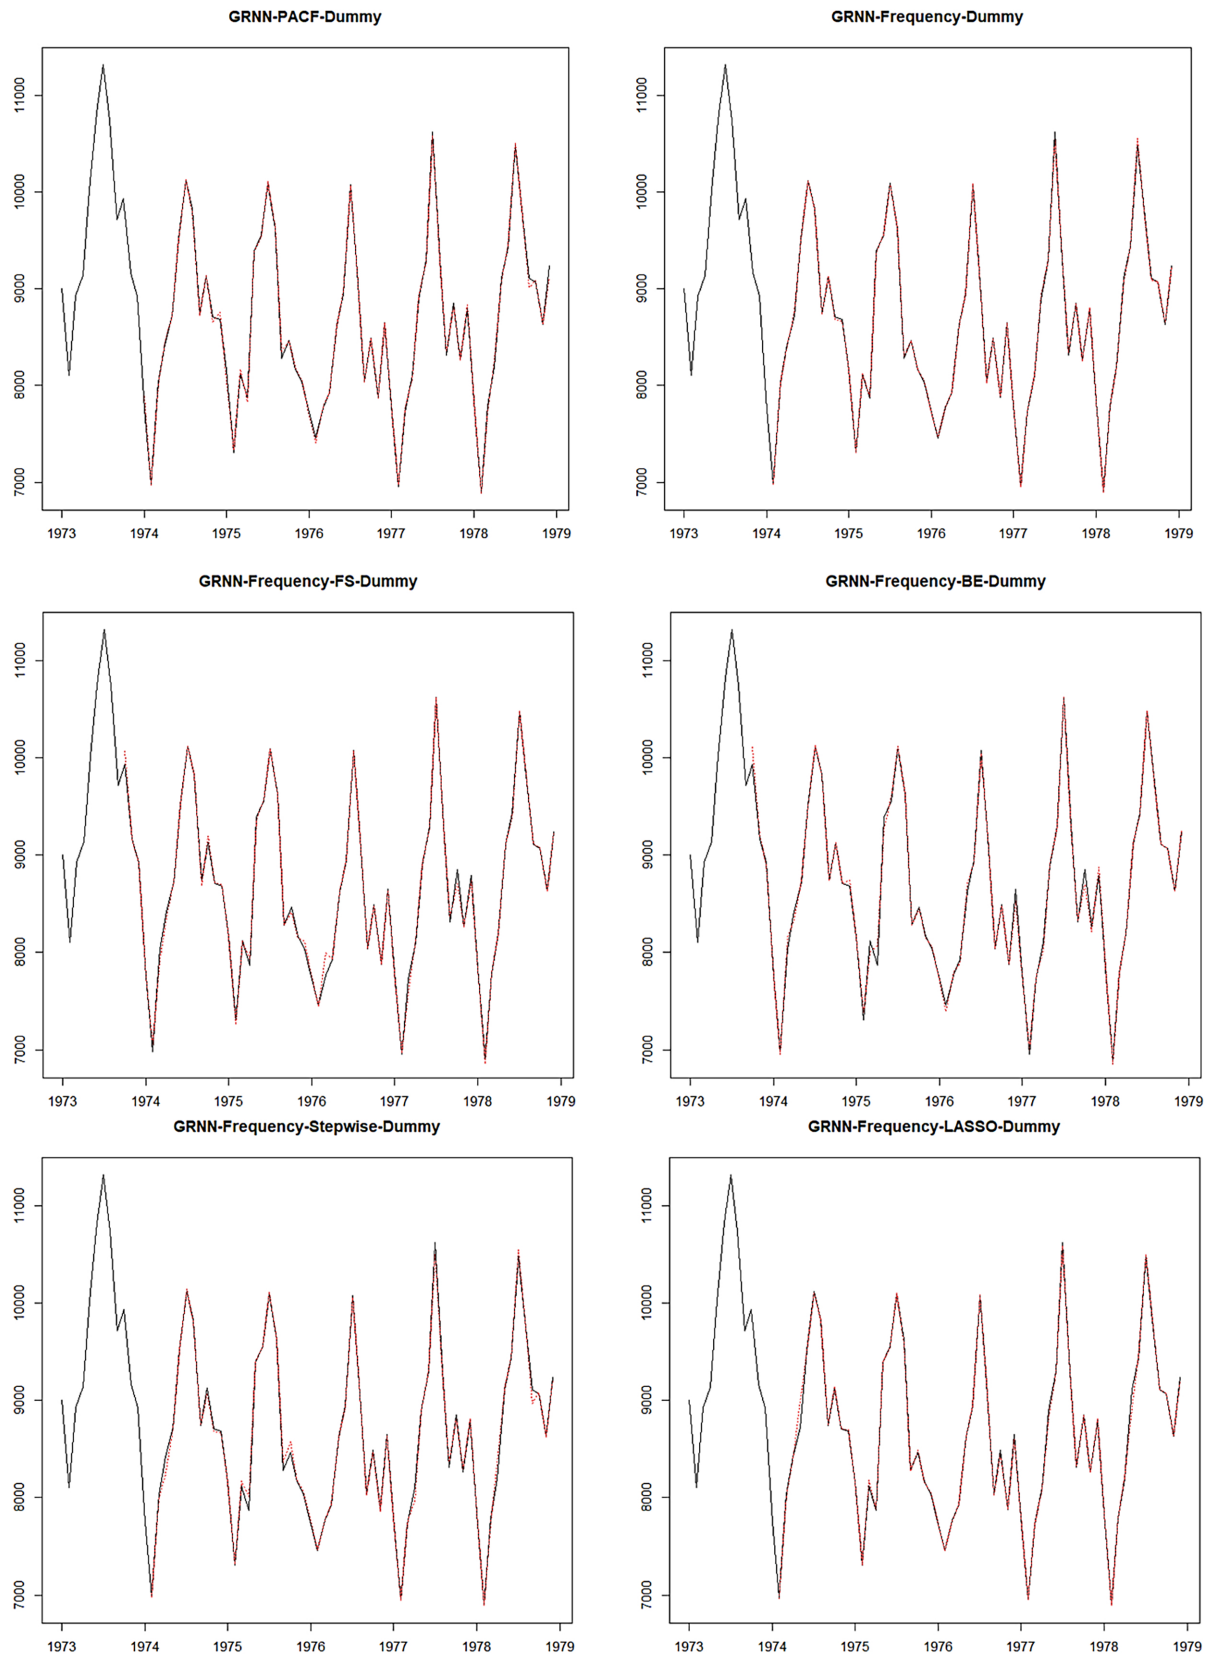 GRNN-PACF-Dummy
11000
10000
9000
8000
7000
1973 1974 1975 1976 1977 1978 1979
GRNN-Frequency-Dummy
11000
10000
9000
8000
7000
1973 1974 1975 1976 1977 1978 1979
GRNN-Frequency-FS-Dummy
11000
10000
9000
8000
7000
1973 1974 1975 1976 1977 1978 1979
GRNN-Frequency-BE-Dummy
11000
10000
9000
8000
7000
1973 1974 1975 1976 1977 1978 1979
GRNN-Frequency-Stepwise-Dummy
11000
10000
9000
8000
7000
1973 1974 1975 1976 1977 1978 1979
GRNN-Frequency-LASSO-Dummy
11000
10000
9000
8000
7000
1973 1974 1975 1976 1977 1978 1979